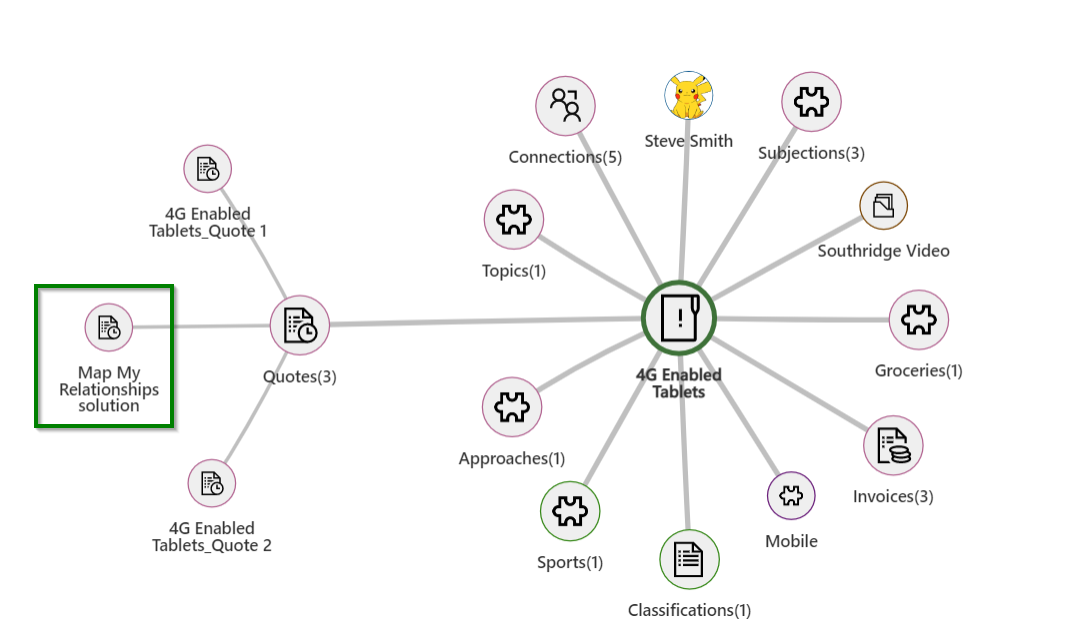 Steve Smith
Connections(5)
Subjections(3)
4G Enabled
Tablets_Quote 1
Southridge Video
Topics(1)
Map My
Relationships
solution
Quotes(3)
4G Enabled
Tablets
Groceries(1)
Approaches(1)
Invoices(3)
4G Enabled
Tablets_Quote 2
Mobile
Sports(1)
Classifications(1)